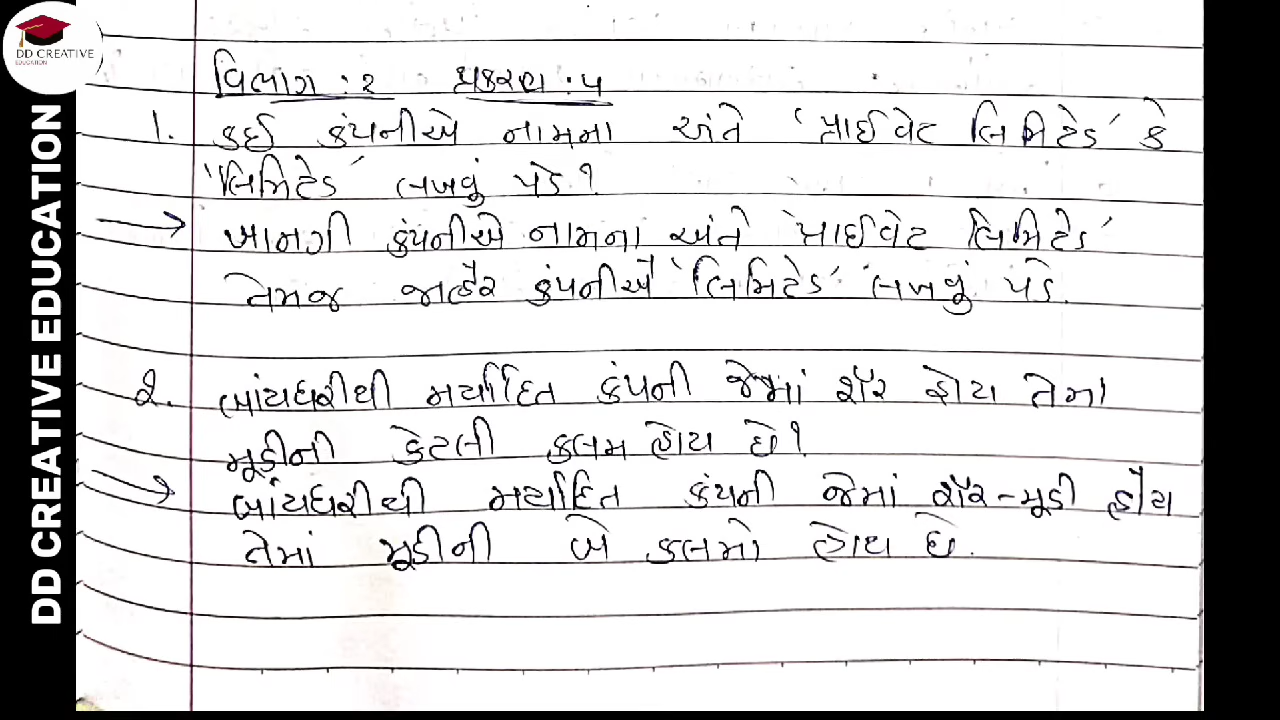 DD CREATIVE
EDUCATION
DD CREATIVE EDUCATION
વિભાગ : ૨ પ્રકરણ : ૫
1. કઈ કંપનીએ નામના અંતે 'પ્રાઈવેટ લિમિટેડ' કે
'લિમિટેડ' લખવું પડે ?
→ ખાનગી કંપનીએ નામના અંતે 'પ્રાઈવેટ લિમિટેડ'
તેમજ જાહેર કંપનીએ 'લિમિટેડ' લખવું પડે.
2. બાંયધરીથી મર્યાદિત કંપની જેમાં શૅર હોય તેમાં
મૂડીની કેટલી કલમ હોય છે ?
→ બાંયધરીથી મર્યાદિત કંપની જેમાં શૅર-મૂડી હોય
તેમાં મૂડીની બે કલમો હોય છે.